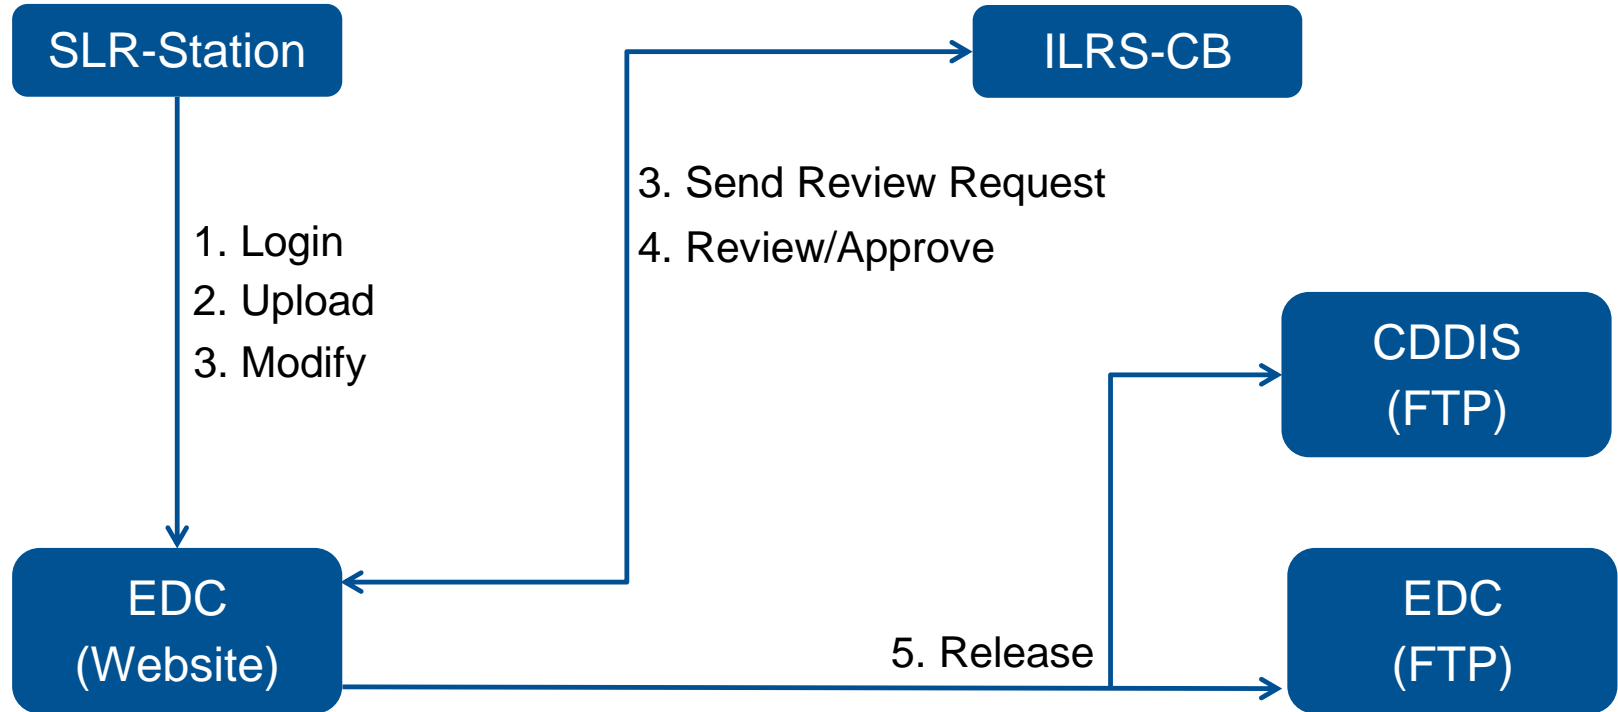 SLR-Station
ILRS-CB
3. Send Review Request
4. Review/Approve
1. Login
2. Upload
3. Modify
CDDIS
(FTP)
EDC
(Website)
5. Release
EDC
(FTP)